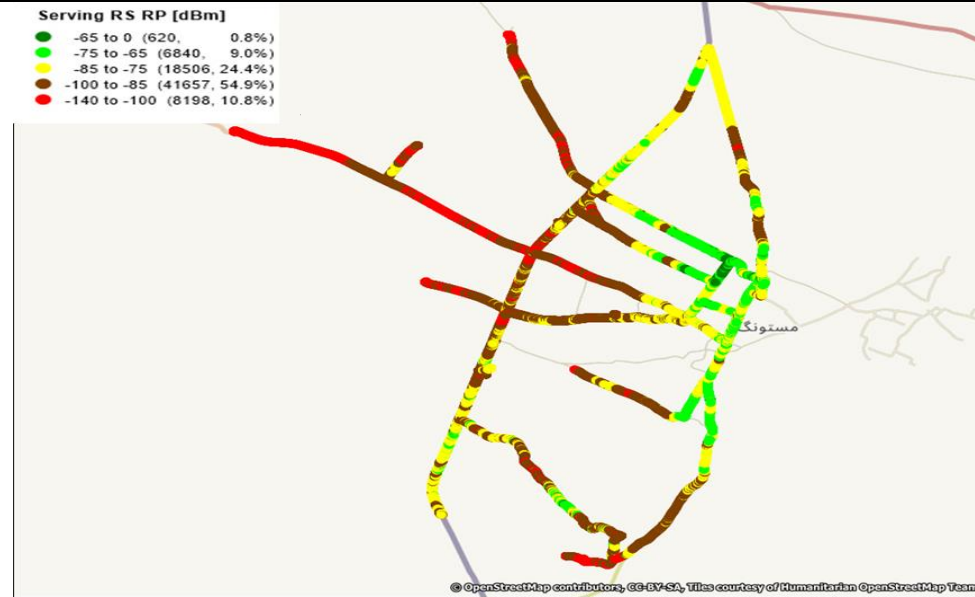 Serving RS RP [dBm]
-65 to 0 (620, 0.8%)
-75 to -65 (6840, 9.0%)
-85 to -75 (18506, 24.4%)
-100 to -85 (41657, 54.9%)
-140 to -100 (8198, 10.8%)
مستونگ
© OpenStreetMap contributors, CC-BY-SA, Tiles courtesy of Humanitarian OpenStreetMap Team